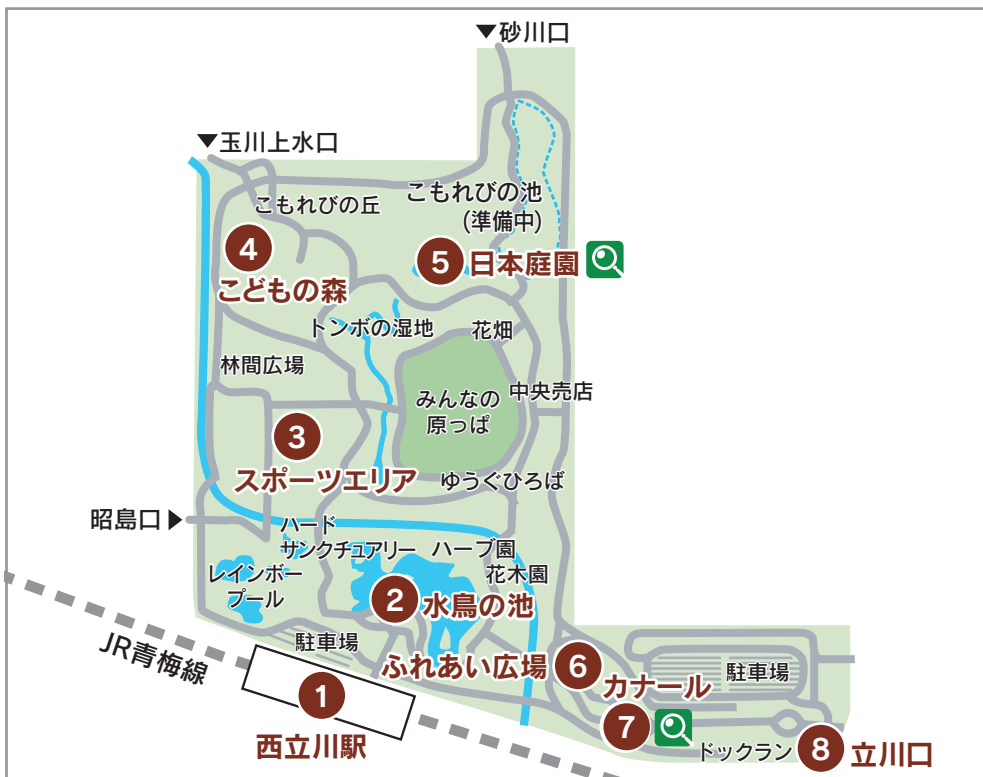 ▼砂川口
▼玉川上水口
こもれびの丘
こもれびの池
(準備中)
4
こどもの森
5 日本庭園
トンボの湿地
花畑
林間広場
みんなの
原っぱ
中央売店
3
スポーツエリア
ゆうぐひろば
昭島口▶
ハード
サンクチュアリー
ハーブ園
花木園
レインボー
プール
2 水鳥の池
JR青梅線
駐車場
ふれあい広場 6
カナール
駐車場
1
西立川駅
7
ドックラン
8 立川口